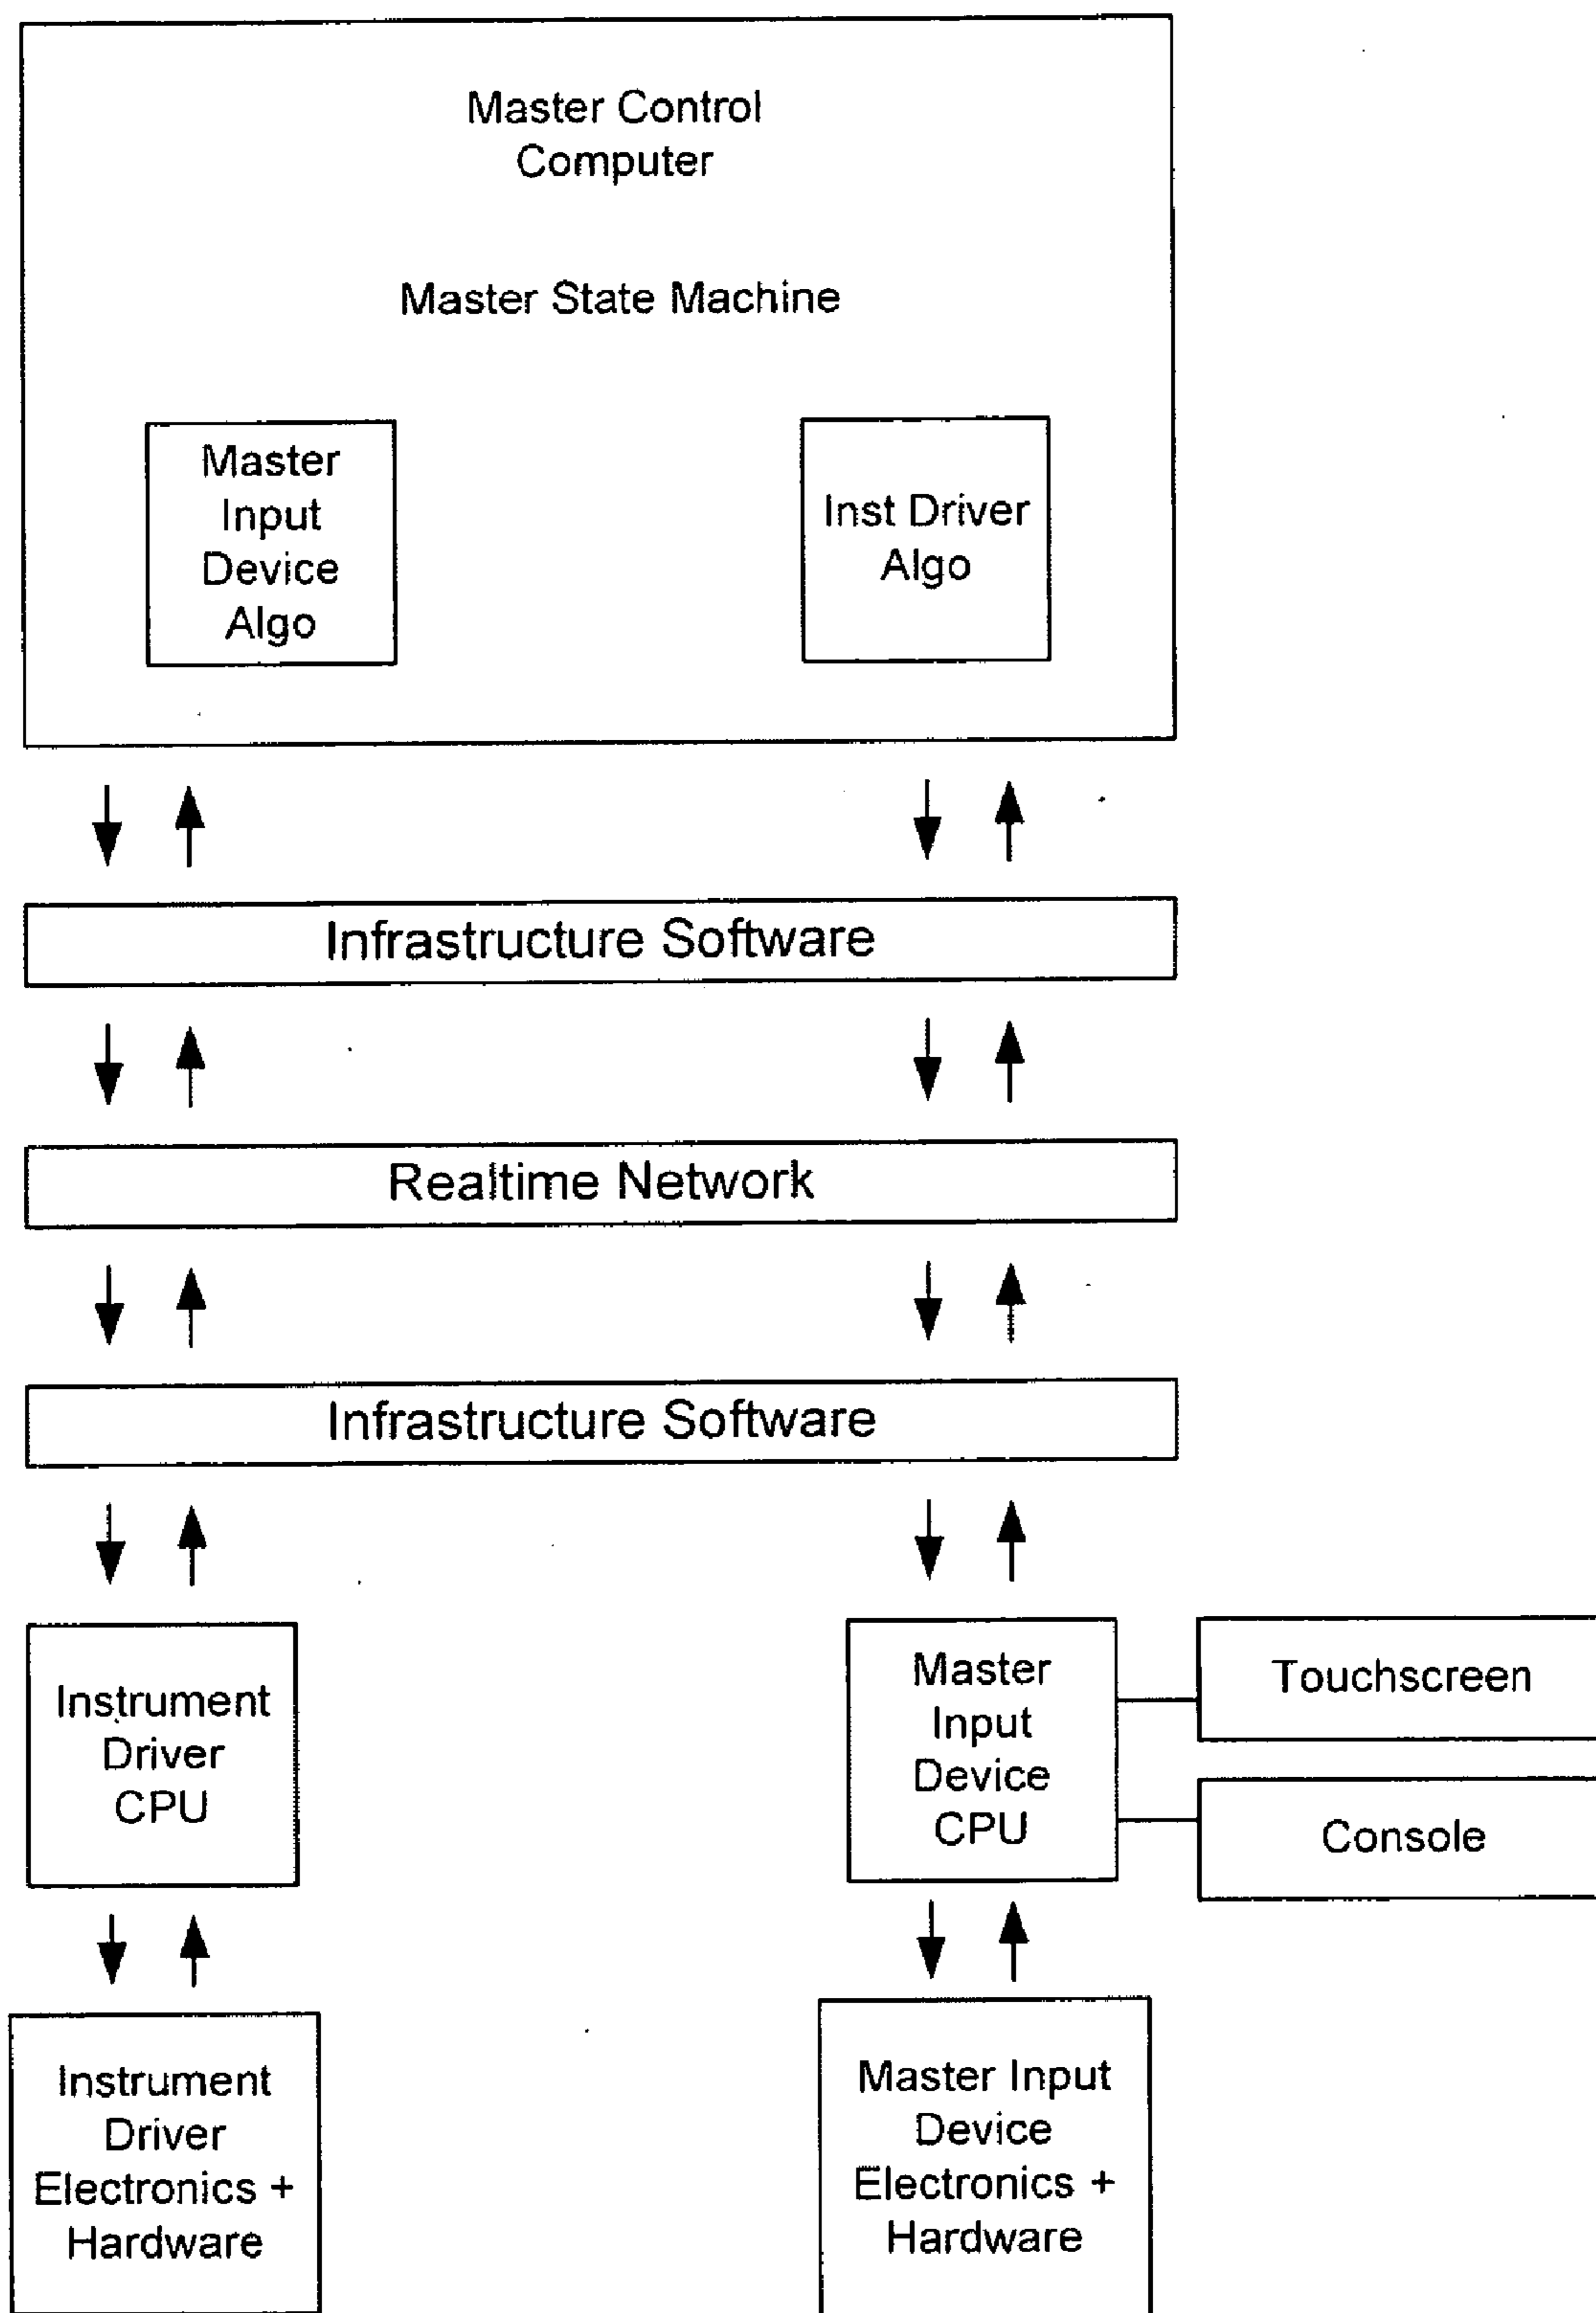 Master Control
Computer
Master State Machine
Master
Input
Device
Algo
Inst Driver
Algo
Infrastructure Software
Realtime Network
Infrastructure Software
Instrument
Driver
CPU
Master
Input
Device
CPU
Touchscreen
Console
Instrument
Driver
Electronics +
Hardware
Master Input
Device
Electronics +
Hardware